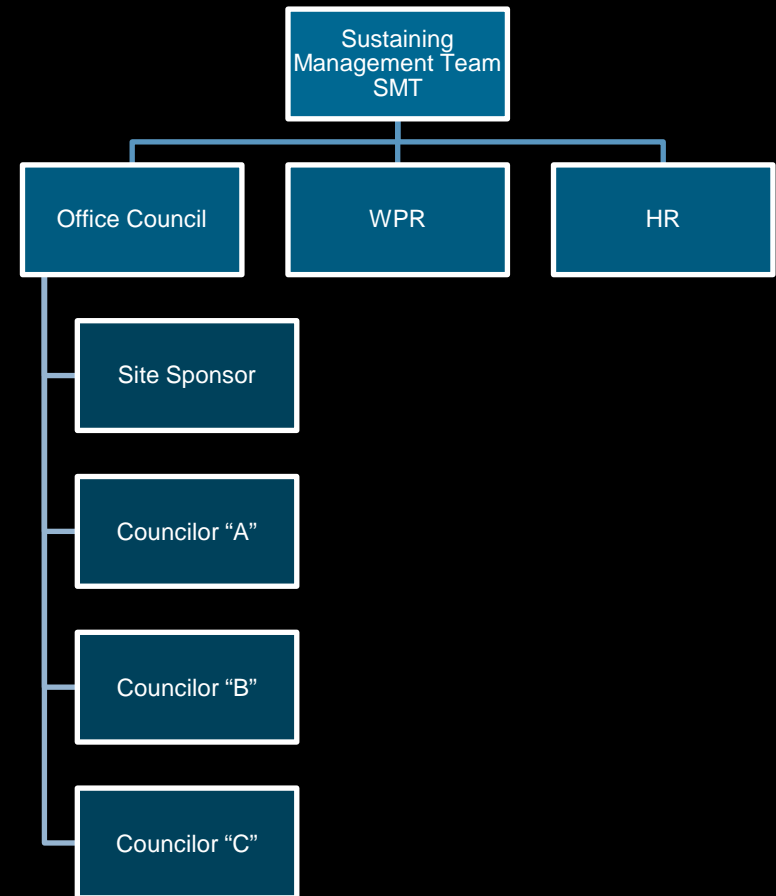 Sustaining
Management Team
SMT
Office Council
WPR
HR
Site Sponsor
Councilor “A”
Councilor “B”
Councilor “C”